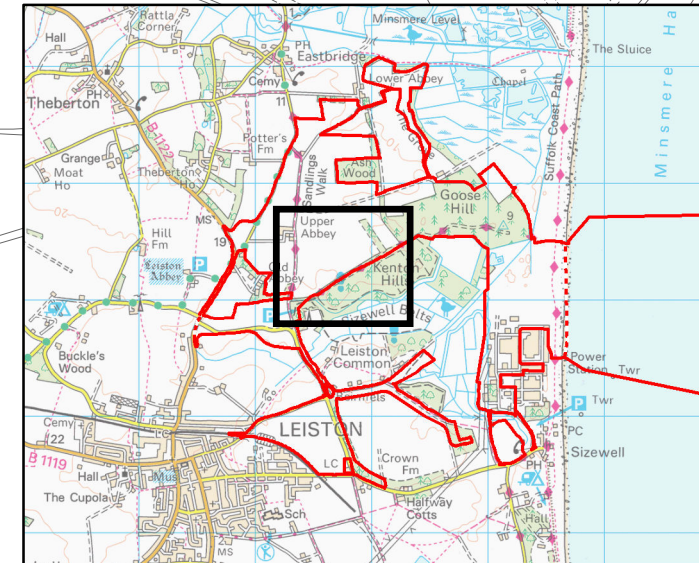 Rattla
Corner
Minsmere Level
Hall
PH
Eastbridge
The Sluice
Cemy
Lower Abbey
Chapel
PH
Theberton
11
B 1122
Potter's
Fm
The Grove
Suffolk Coast Path
Minsmere Ha
Grange
Moat
Ho
Theberton
Ho
Ash
Wood
Sandlings
Walk
Goose
Hill
9
MS
Upper
Abbey
19
Hill
Fm
Leiston
Abbey
P
Old
Abbey
Kenton
Hills
P
Sizewell Belts
Buckle's
Wood
Leiston
Common
Power
Station
Twr
P
Twr
Cemy
22
LEISTON
PC
Sizewell
B 1119
Hall
Mus
LC
Crown
Fm
PH
The Cupola
Halfway
Cotts
Sch
Hall
MS